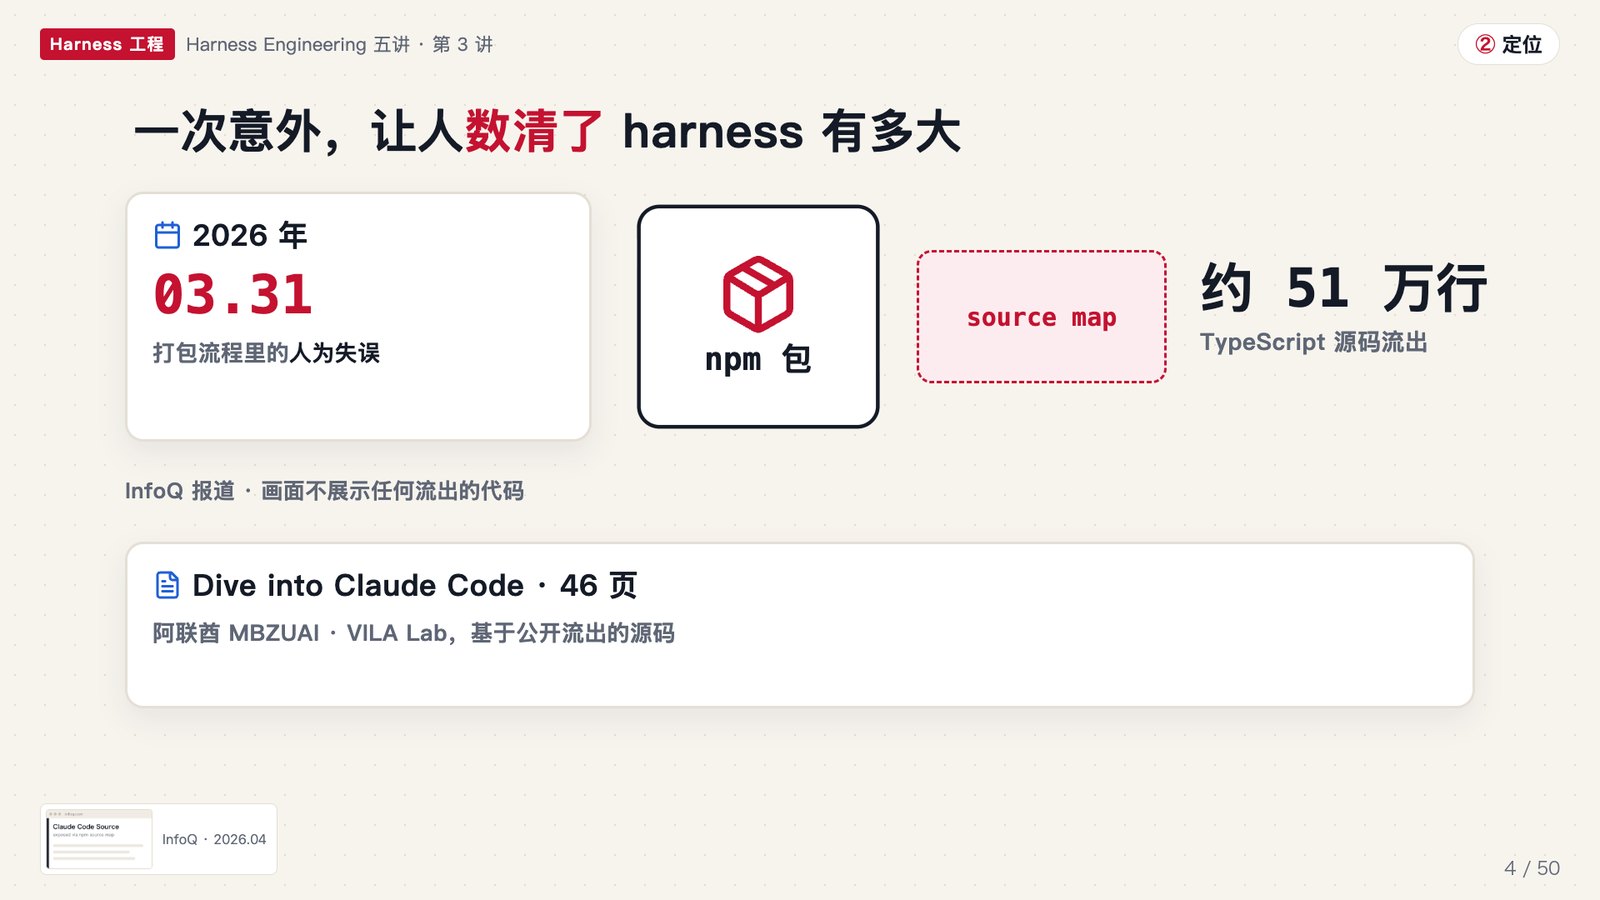 Harness 工程
Harness Engineering 五讲 · 第 3 讲
② 定位
一次意外，让人数清了 harness 有多大
2026 年
03.31
打包流程里的人为失误
npm 包
source map
约 51 万行
TypeScript 源码流出
InfoQ 报道 · 画面不展示任何流出的代码
Dive into Claude Code · 46 页
阿联酋 MBZUAI · VILA Lab，基于公开流出的源码
Claude Code Source
exposed via npm source map
InfoQ · 2026.04
4 / 50